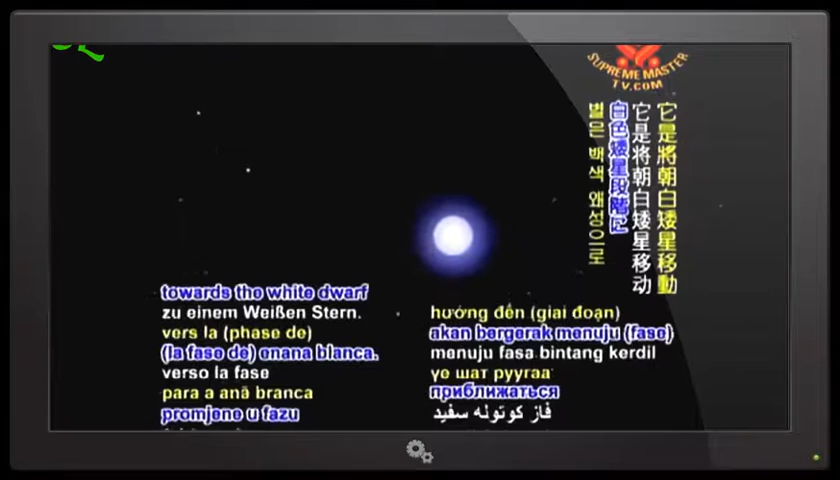 SUPREME MASTER
TV.COM
它是將朝白矮星移動
它是将朝白矮星移动
白色矮星段階に
별은 백색 왜성으로
towards the white dwarf
zu einem Weißen Stern.
vers la (phase de)
(la fase de) enana blanca.
verso la fase
para a anã branca
promjene u fazu
hướng đến (giai đoạn)
akan bergerak menuju (fase)
menuju fasa bintang kerdil
үе шат руугаа
приближаться
فاز کوتوله سفید